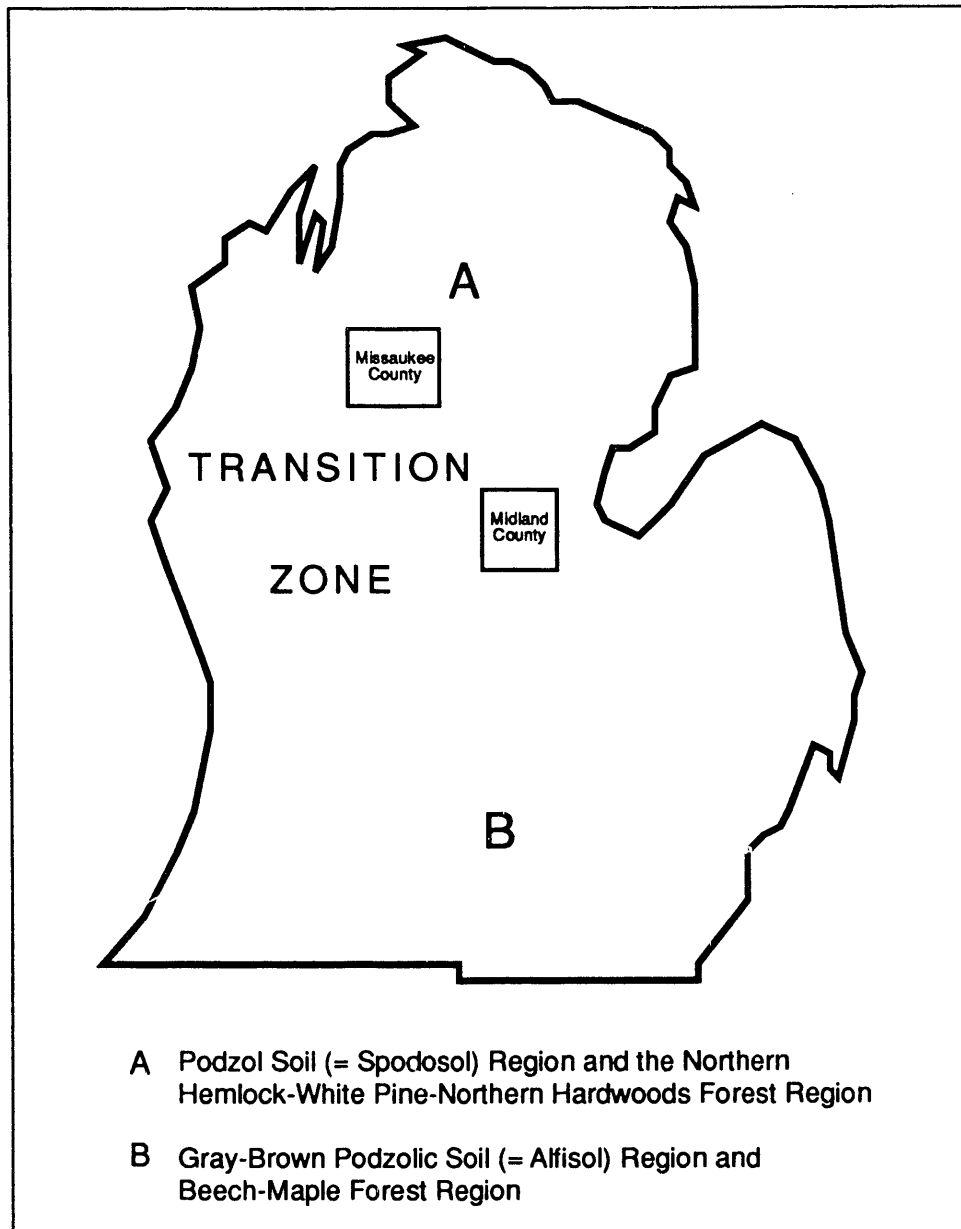 A
Missaukee
County
TRANSITION
Midland
County
ZONE
B
A Podzol Soil (= Spodosol) Region and the Northern
Hemlock-White Pine-Northern Hardwoods Forest Region
B Gray-Brown Podzolic Soil (= Alfisol) Region and
Beech-Maple Forest Region